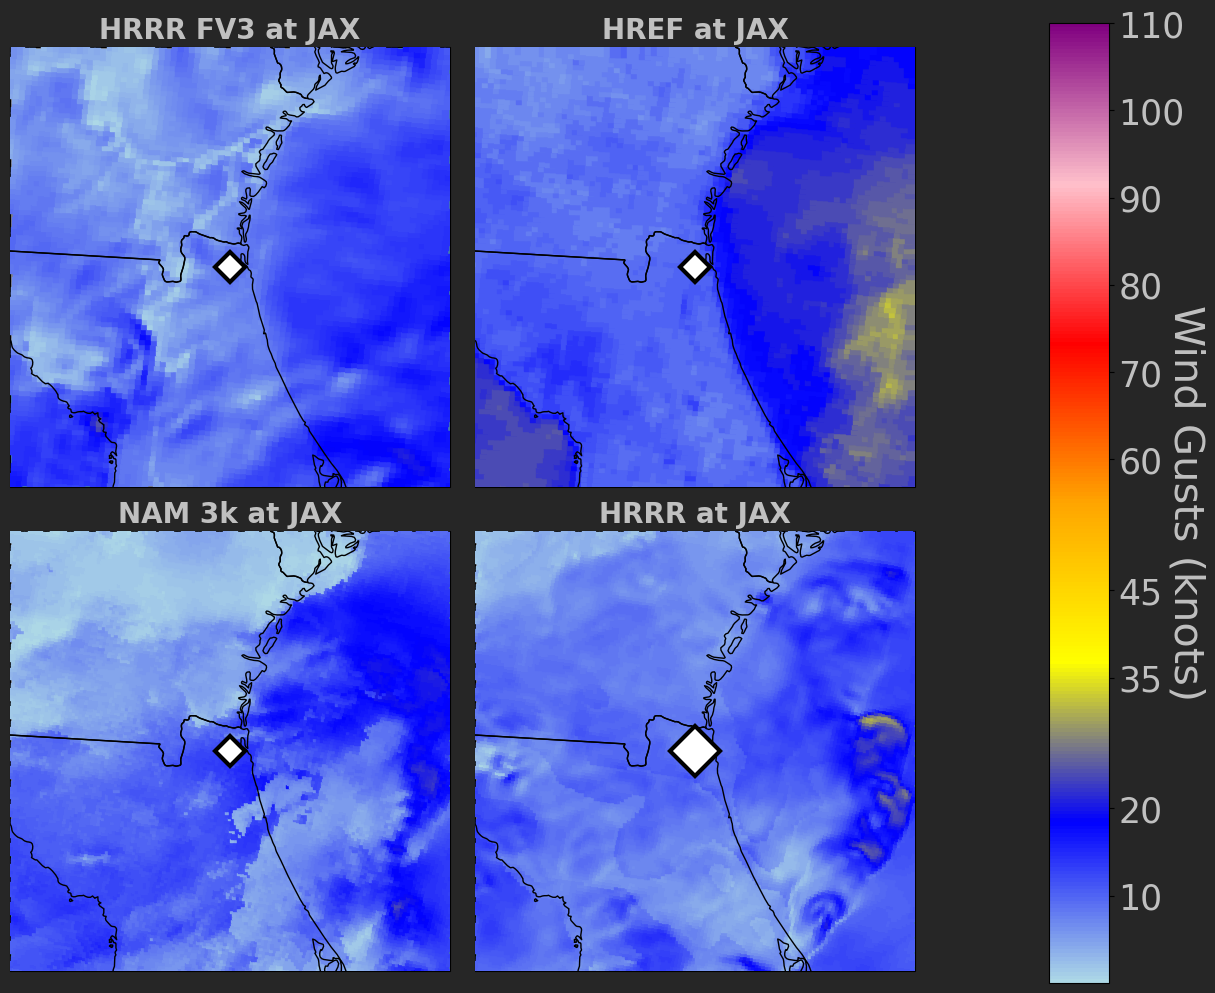 HRRR FV3 at JAX
HREF at JAX
NAM 3k at JAX
HRRR at JAX
110
100
90
80
70
60
45
35
20
10
Wind Gusts (knots)